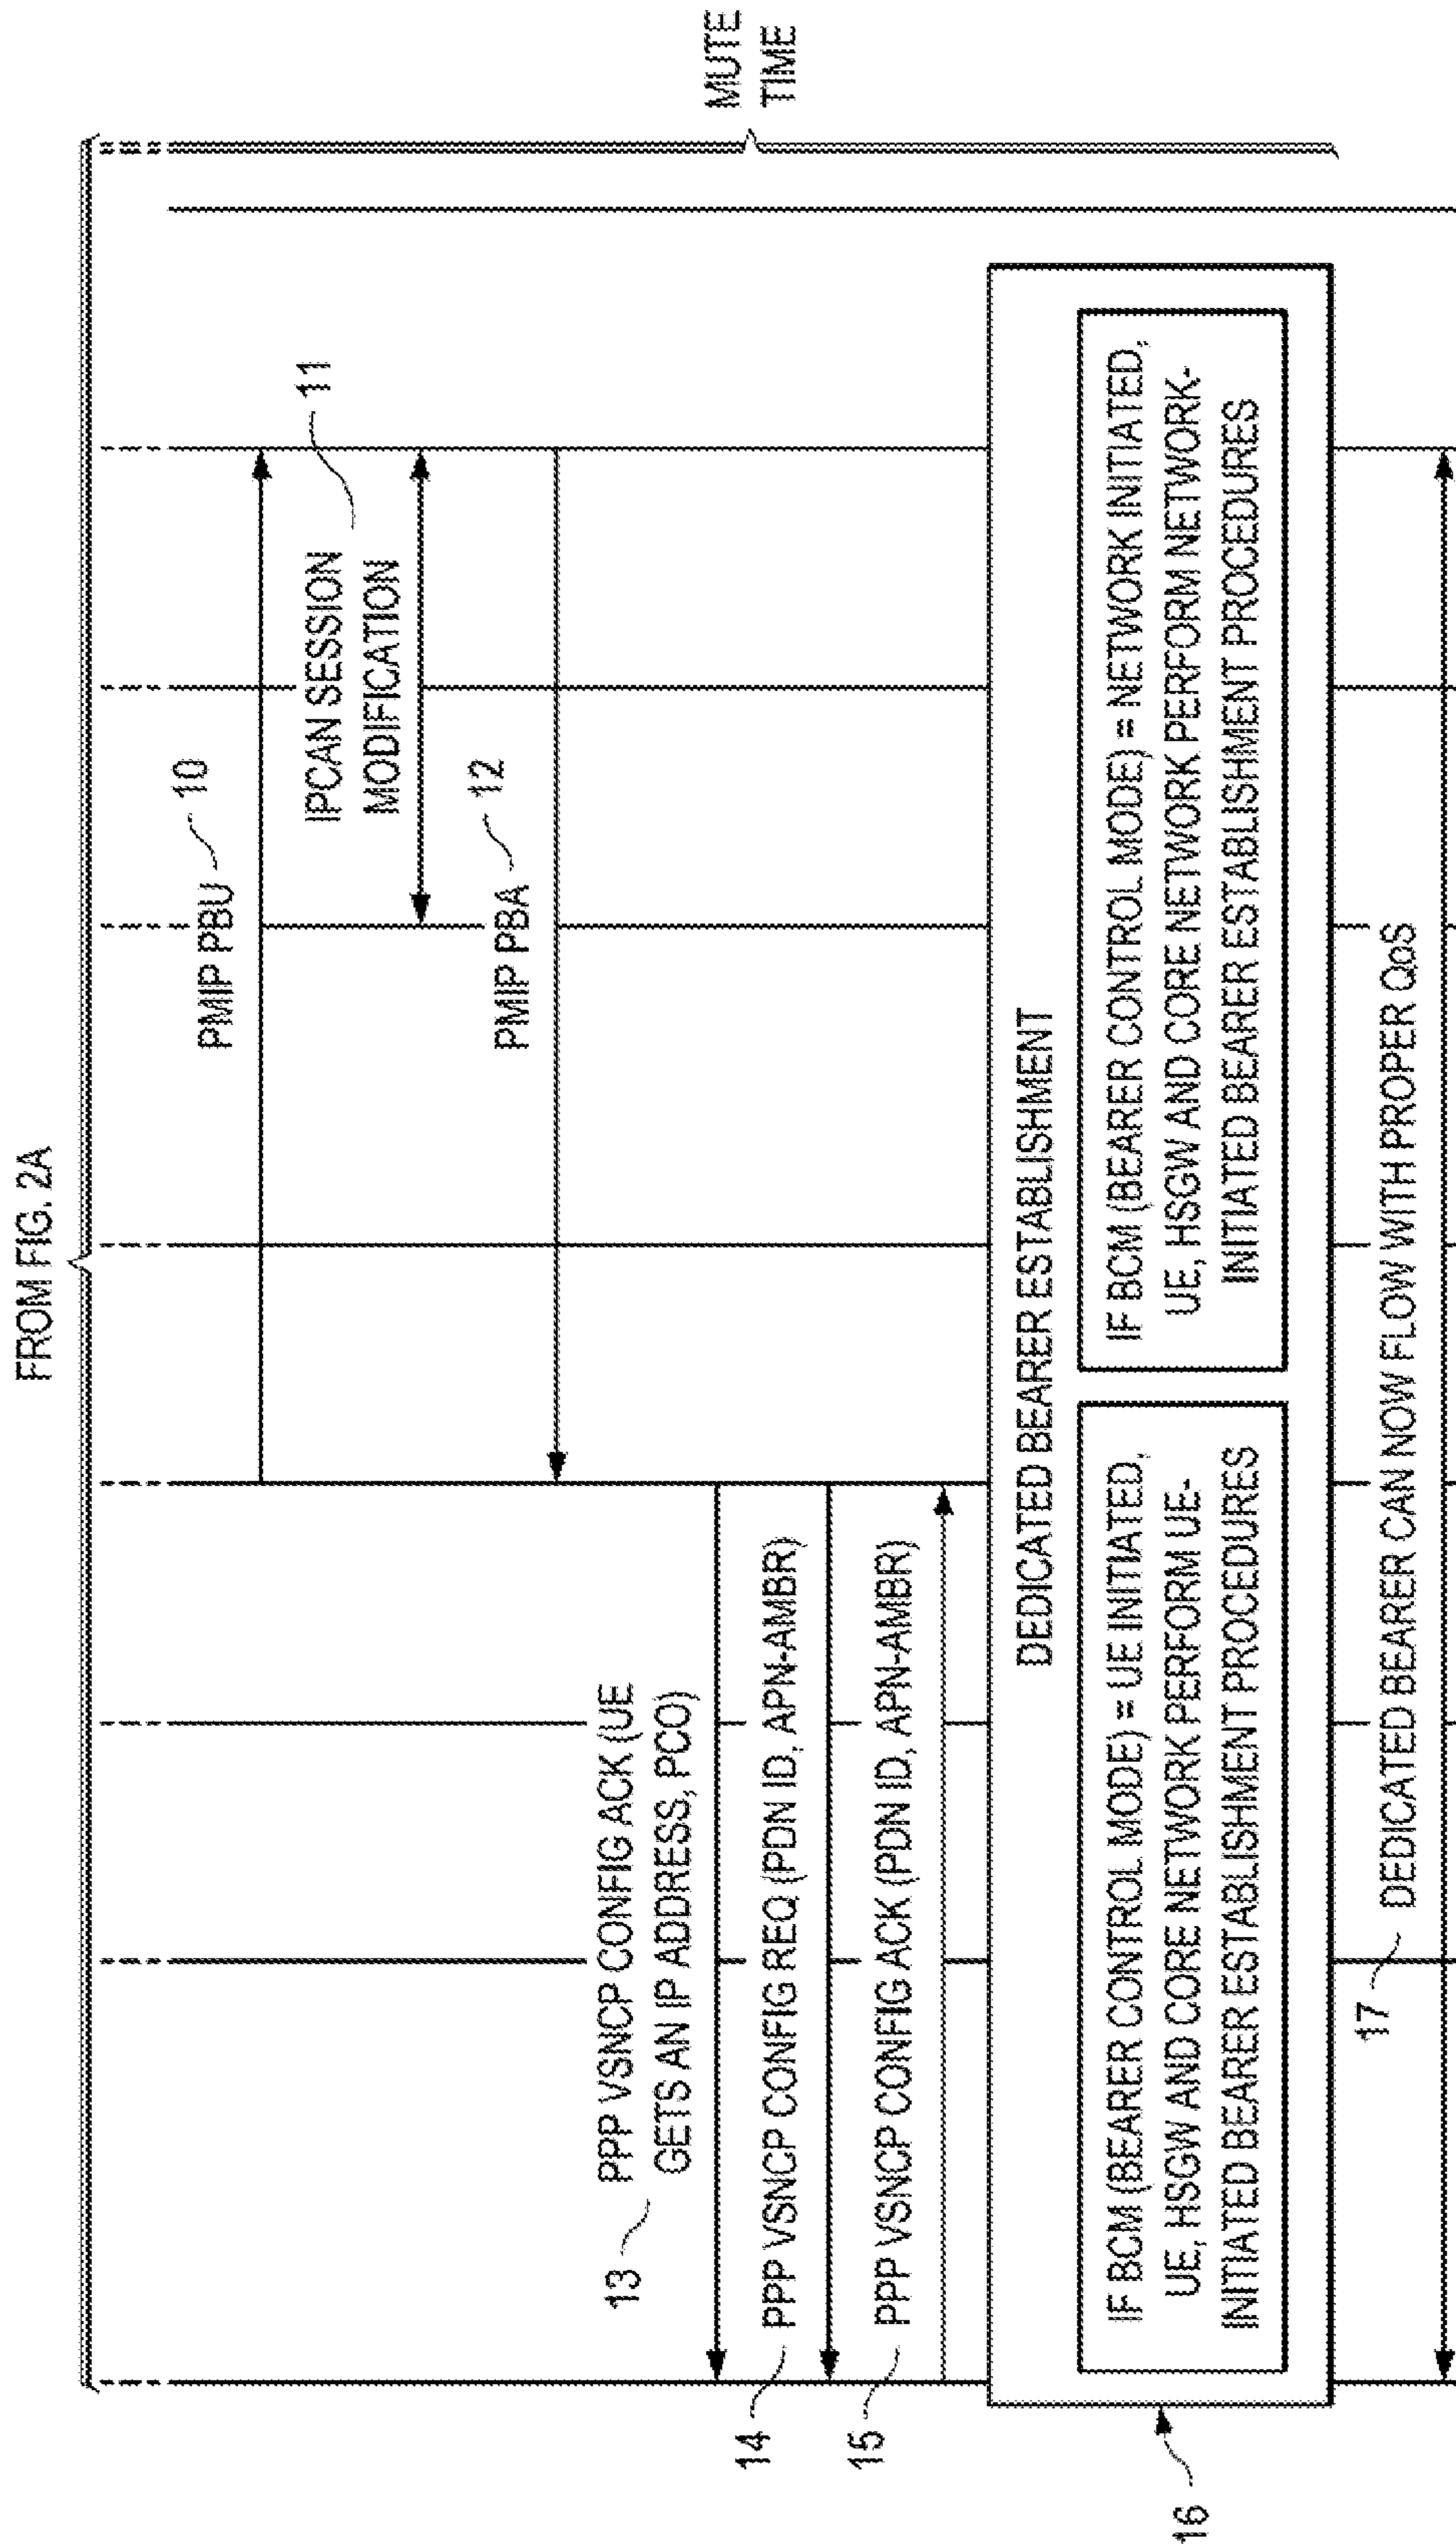 FROM FIG. 2A
PMIP PBU
10
IPCAN SESSION
MODIFICATION
11
PMIP PBA
12
13
PPP VSNCP CONFIG ACK (UE
GETS AN IP ADDRESS, PCO)
14
PPP VSNCP CONFIG REQ (PDN ID, APN-AMBR)
15
PPP VSNCP CONFIG ACK (PDN ID, APN-AMBR)
16
DEDICATED BEARER ESTABLISHMENT
IF BCM (BEARER CONTROL MODE) = UE INITIATED,
UE, HSGW AND CORE NETWORK PERFORM UE-
INITIATED BEARER ESTABLISHMENT PROCEDURES
IF BCM (BEARER CONTROL MODE) = NETWORK INITIATED,
UE, HSGW AND CORE NETWORK PERFORM NETWORK-
INITIATED BEARER ESTABLISHMENT PROCEDURES
17
DEDICATED BEARER CAN NOW FLOW WITH PROPER QoS
MUTE
TIME